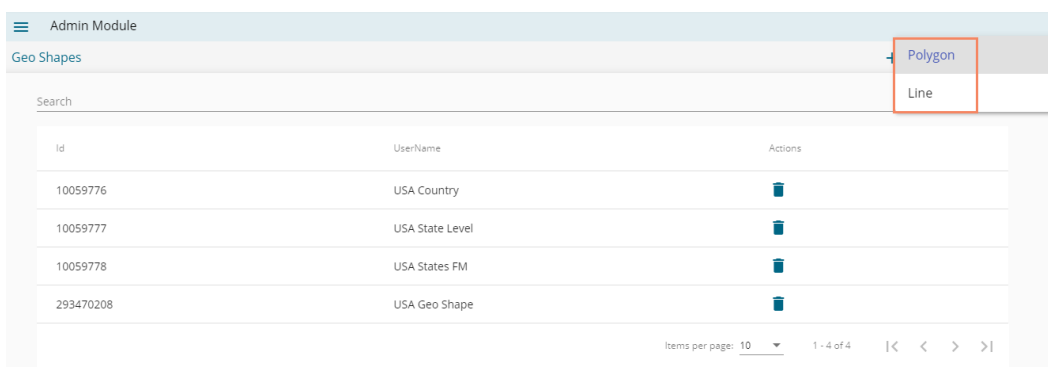 Admin Module
Geo Shapes
Polygon
Line
Search
Id UserName Actions
10059776 USA Country
10059777 USA State Level
10059778 USA States FM
293470208 USA Geo Shape
Items per page: 10 1 - 4 of 4